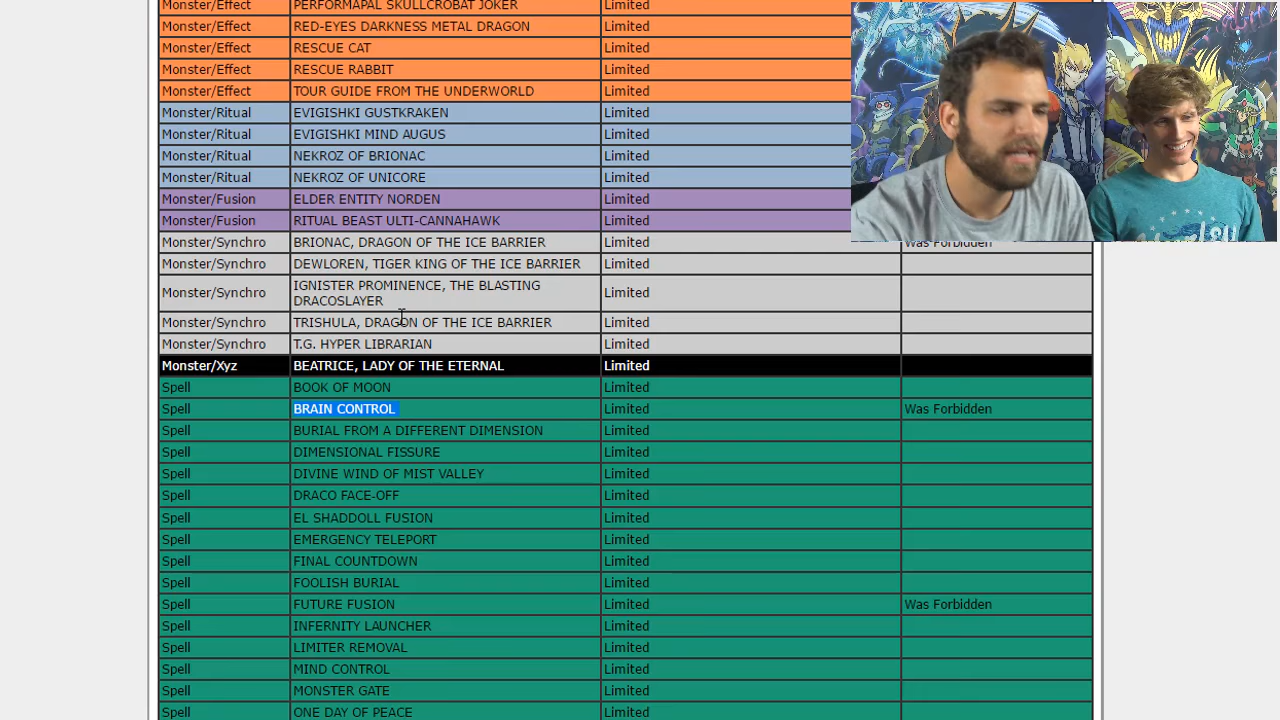 Monster/Effect PERFORMAPAL SKULLCROBAT JOKER Limited
Monster/Effect RED-EYES DARKNESS METAL DRAGON Limited
Monster/Effect RESCUE CAT Limited
Monster/Effect RESCUE RABBIT Limited
Monster/Effect TOUR GUIDE FROM THE UNDERWORLD Limited
Monster/Ritual EVIGISHKI GUSTKRAKEN Limited
Monster/Ritual EVIGISHKI MIND AUGUS Limited
Monster/Ritual NEKROZ OF BRIONAC Limited
Monster/Ritual NEKROZ OF UNICORE Limited
Monster/Fusion ELDER ENTITY NORDEN Limited
Monster/Fusion RITUAL BEAST ULTI-CANNAHAWK Limited
Monster/Synchro BRIONAC, DRAGON OF THE ICE BARRIER Limited Was Forbidden
Monster/Synchro DEWLOREN, TIGER KING OF THE ICE BARRIER Limited
Monster/Synchro IGNISTER PROMINENCE, THE BLASTING DRACOSLAYER Limited
Monster/Synchro TRISHULA, DRAGON OF THE ICE BARRIER Limited
Monster/Synchro T.G. HYPER LIBRARIAN Limited
Monster/Xyz BEATRICE, LADY OF THE ETERNAL Limited
Spell BOOK OF MOON Limited
Spell BRAIN CONTROL Limited Was Forbidden
Spell BURIAL FROM A DIFFERENT DIMENSION Limited
Spell DIMENSIONAL FISSURE Limited
Spell DIVINE WIND OF MIST VALLEY Limited
Spell DRACO FACE-OFF Limited
Spell EL SHADDOLL FUSION Limited
Spell EMERGENCY TELEPORT Limited
Spell FINAL COUNTDOWN Limited
Spell FOOLISH BURIAL Limited
Spell FUTURE FUSION Limited Was Forbidden
Spell INFERNITY LAUNCHER Limited
Spell LIMITER REMOVAL Limited
Spell MIND CONTROL Limited
Spell MONSTER GATE Limited
Spell ONE DAY OF PEACE Limited